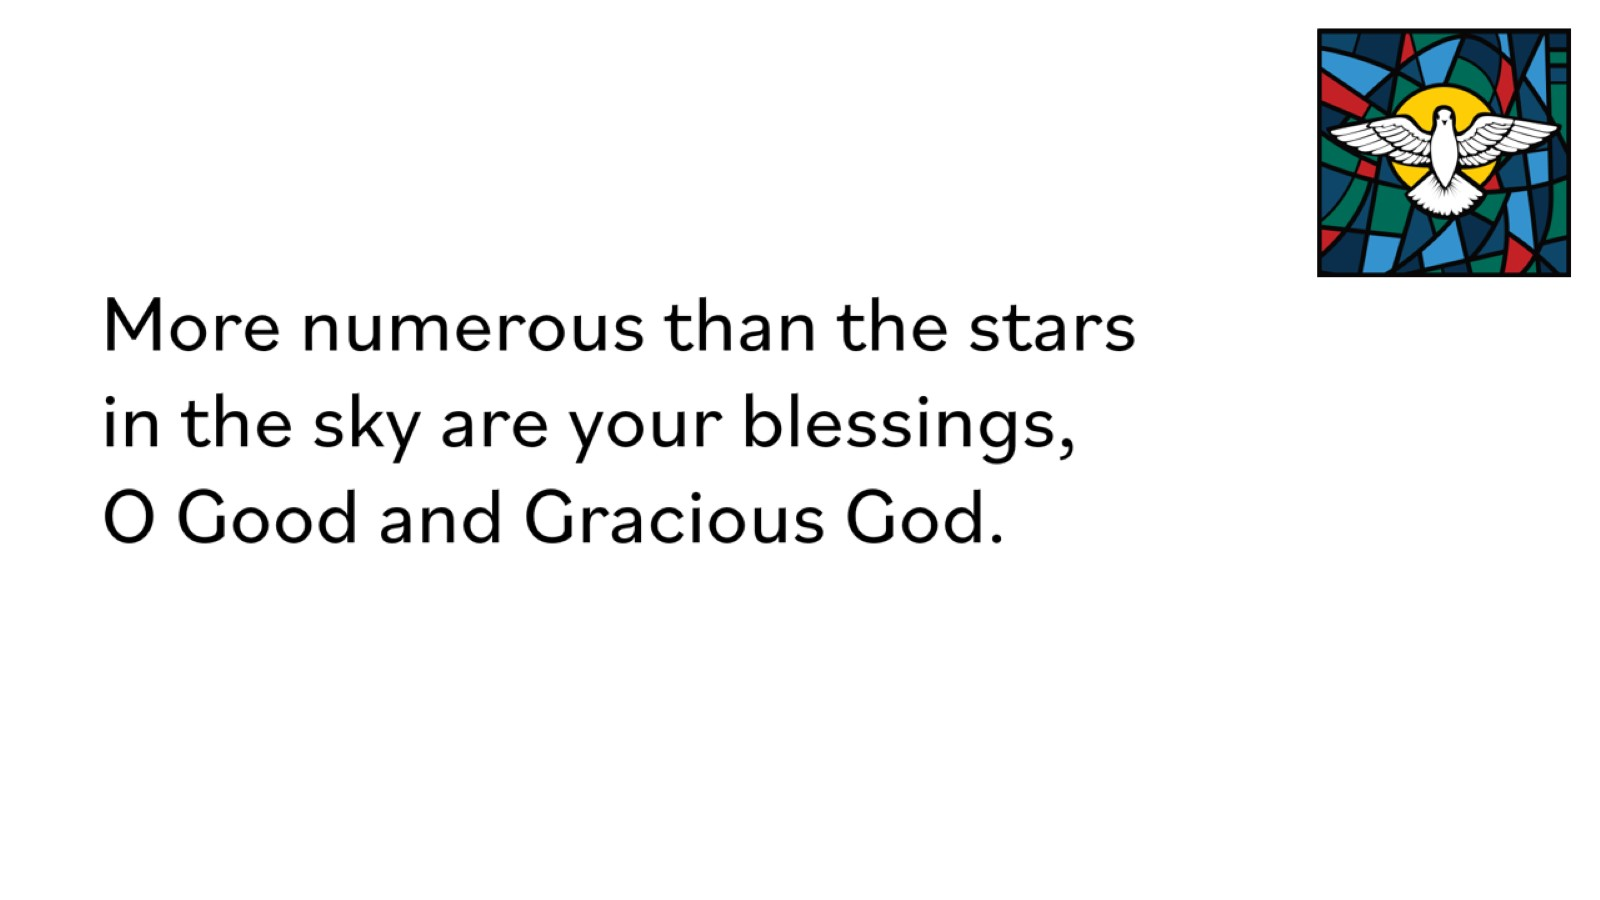 More numerous than the stars
in the sky are your blessings,
O Good and Gracious God.